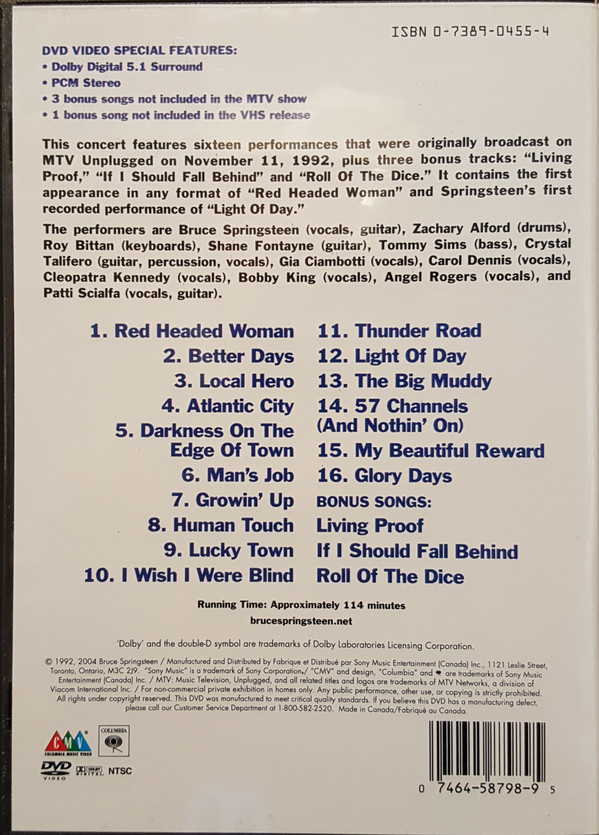 ISBN 0-7389-0455-4
DVD VIDEO SPECIAL FEATURES:
• Dolby Digital 5.1 Surround
• PCM Stereo
• 3 bonus songs not included in the MTV show
• 1 bonus song not included in the VHS release
This concert features sixteen performances that were originally broadcast on
MTV Unplugged on November 11, 1992, plus three bonus tracks: “Living
Proof,” “If I Should Fall Behind” and “Roll Of The Dice.” It contains the first
appearance in any format of “Red Headed Woman” and Springsteen’s first
recorded performance of “Light Of Day.”
The performers are Bruce Springsteen (vocals, guitar), Zachary Alford (drums),
Roy Bittan (keyboards), Shane Fontayne (guitar), Tommy Sims (bass), Crystal
Talifero (guitar, percussion, vocals), Gia Ciambotti (vocals), Carol Dennis (vocals),
Cleopatra Kennedy (vocals), Bobby King (vocals), Angel Rogers (vocals), and
Patti Scialfa (vocals, guitar).
1. Red Headed Woman
2. Better Days
3. Local Hero
4. Atlantic City
5. Darkness On The
Edge Of Town
6. Man’s Job
7. Growin’ Up
8. Human Touch
9. Lucky Town
10. I Wish I Were Blind
11. Thunder Road
12. Light Of Day
13. The Big Muddy
14. 57 Channels
(And Nothin’ On)
15. My Beautiful Reward
16. Glory Days
BONUS SONGS:
Living Proof
If I Should Fall Behind
Roll Of The Dice
Running Time: Approximately 114 minutes
brucespringsteen.net
‘Dolby’ and the double-D symbol are trademarks of Dolby Laboratories Licensing Corporation.
© 1992, 2004 Bruce Springsteen / Manufactured and Distributed by Fabrique et Distribué par Sony Music Entertainment (Canada) Inc., 1121 Leslie Street,
Toronto, Ontario, M3C 2J9. “Sony Music” is a trademark of Sony Corporation./ “CMV” and design, “Columbia” and are trademarks of Sony Music
Entertainment (Canada) Inc. / MTV: Music Television, Unplugged, and all related titles and logos are trademarks of MTV Networks, a division of
Viacom International Inc. / For non-commercial private exhibition in homes only. Any public performance, other use, or copying is strictly prohibited.
All rights under copyright reserved. This DVD was manufactured to meet critical quality standards. If you believe this DVD has a manufacturing defect,
please call our Customer Service Department at 1-800-582-2520. Made in Canada/Fabriqué au Canada.
CMV
COLUMBIA MUSIC VIDEO
COLUMBIA
DVD
VIDEO
DOLBY
DIGITAL
NTSC
0 7464-58798-9 5